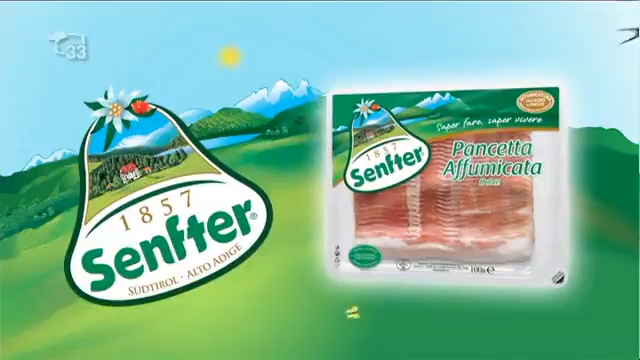 33
1857
Senfter®
SÜDTIROL · ALTO ADIGE
Saper fare, saper vivere
1857
Senfter
Pancetta
Affumicata
Dolce
100g e